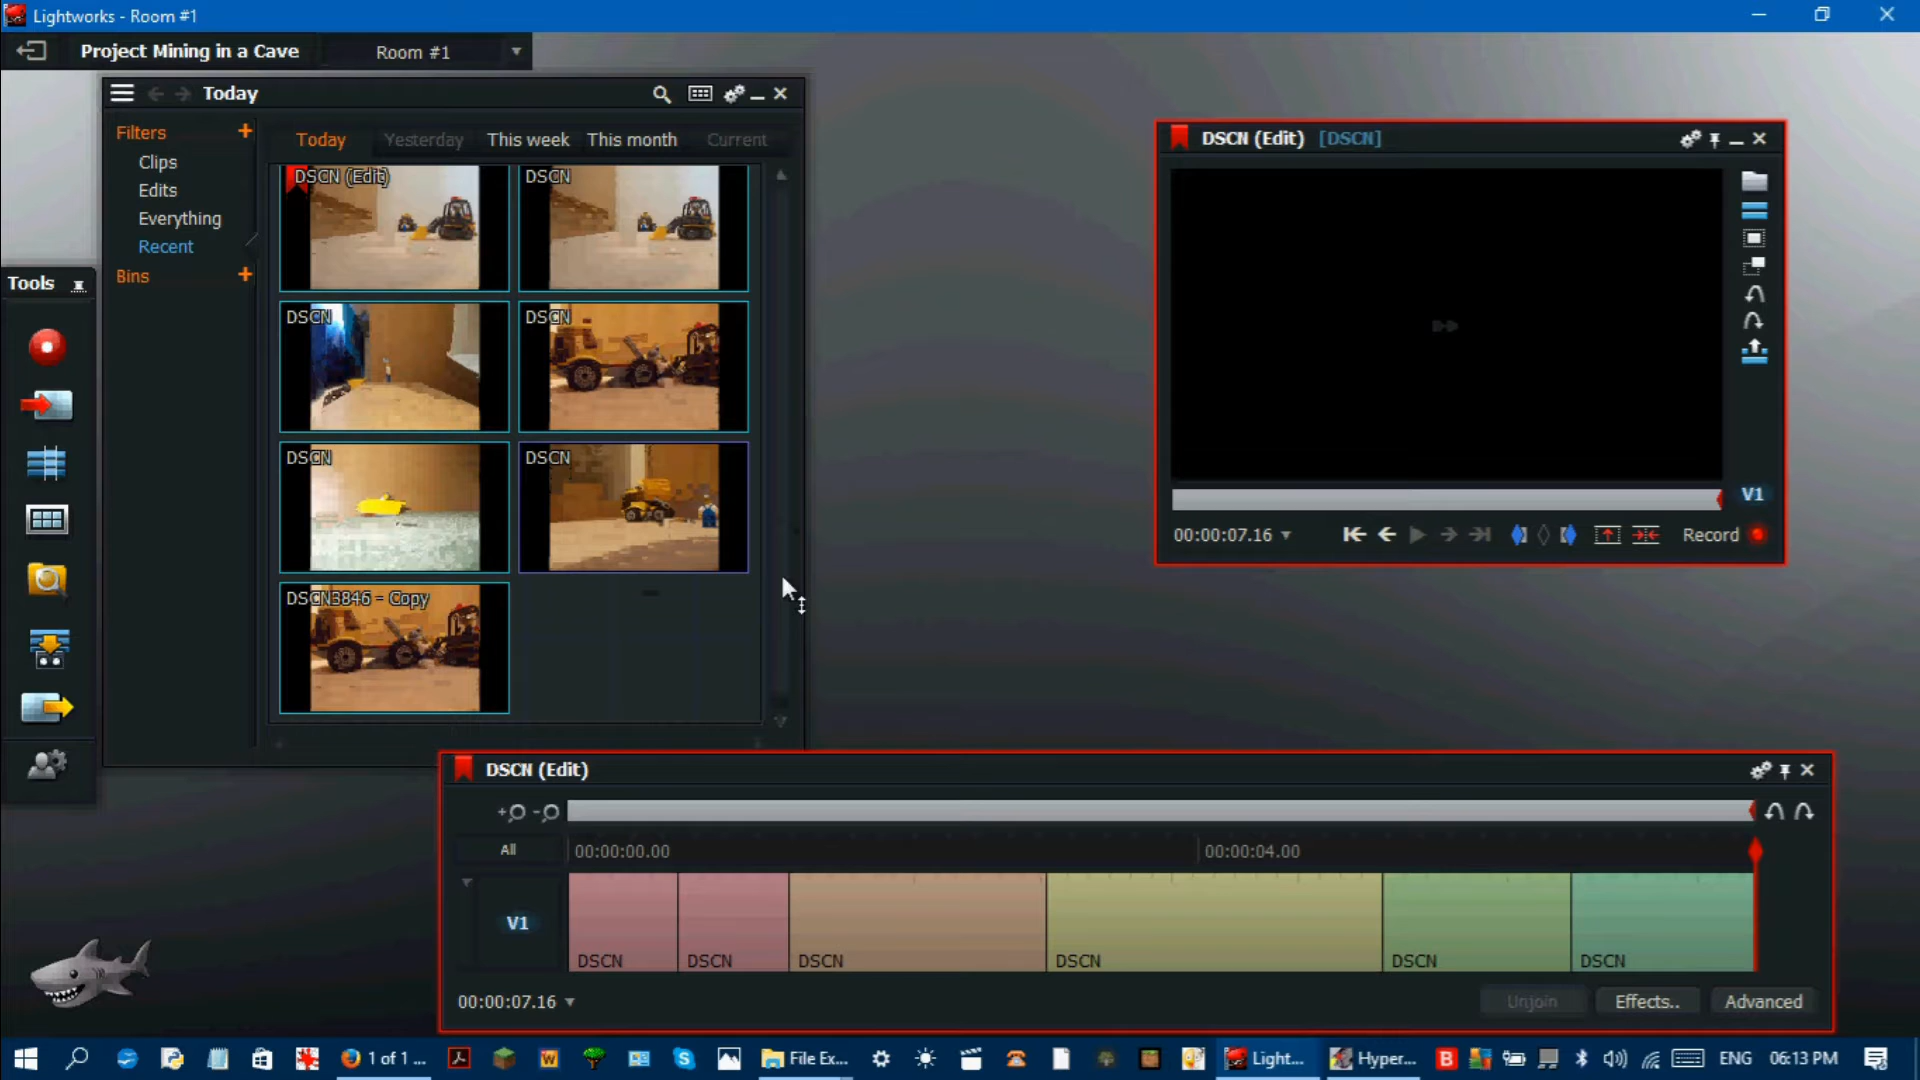 Lightworks - Room #1
Project Mining in a Cave
Room #1
Today
Filters
Clips
Edits
Everything
Recent
Bins
Today Yesterday This week This month Current
DSCN (Edit)
DSCN
DSCN
DSCN
DSCN
DSCN
DSCN3846 - Copy
Tools
DSCN (Edit) [DSCN]
V1
00:00:07.16
Record
DSCN (Edit)
All
00:00:00.00
00:00:04.00
V1
DSCN DSCN DSCN DSCN DSCN DSCN
00:00:07.16
Unjoin Effects.. Advanced
1 of 1 ...
File Ex...
Light...
Hyper...
ENG
06:13 PM